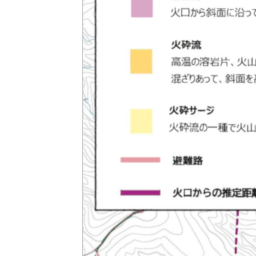 火口から斜面に沿っ
火砕流
高温の溶岩片、火山
混ざりあって、斜面を
火砕サージ
火砕流の一種で火山
避難路
火口からの推定距離